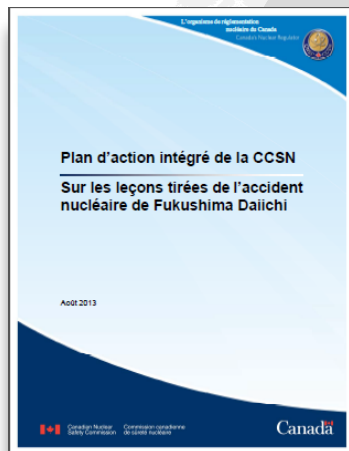 L'organisme de réglementation
nucléaire du Canada
Canada's Nuclear Regulator
Plan d'action intégré de la CCSN
Sur les leçons tirées de l'accident
nucléaire de Fukushima Daiichi
Août 2013
Canadian Nuclear
Safety Commission
Commission canadienne
de sûreté nucléaire
Canada